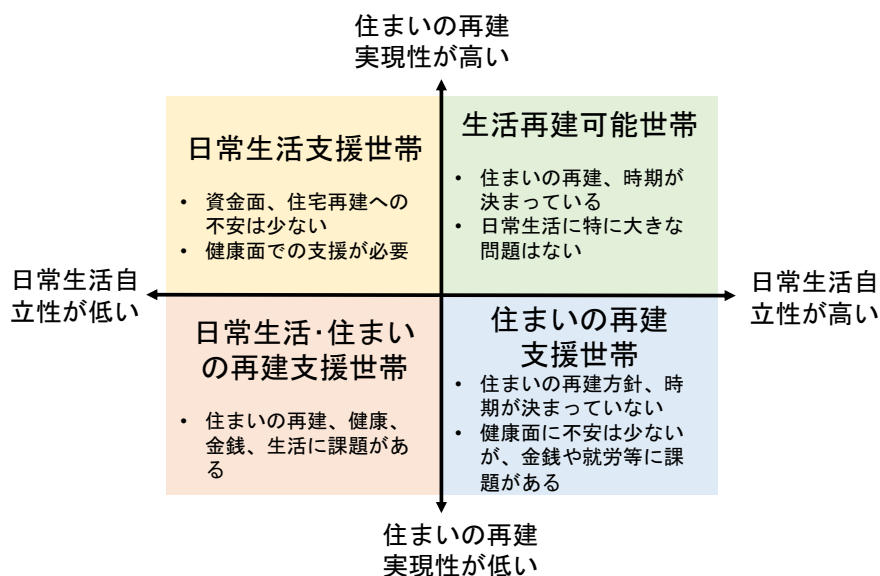 住まいの再建
実現性が高い
日常生活支援世帯
• 資金面、住宅再建への
不安は少ない
• 健康面での支援が必要
生活再建可能世帯
• 住まいの再建、時期が
決まっている
• 日常生活に特に大きな
問題はない
日常生活自
立性が低い
日常生活自
立性が高い
日常生活･住まい
の再建支援世帯
• 住まいの再建、健康、
金銭、生活に課題があ
る
住まいの再建
支援世帯
• 住まいの再建方針、時
期が決まっていない
• 健康面に不安は少ない
が、金銭や就労等に課
題がある
住まいの再建
実現性が低い